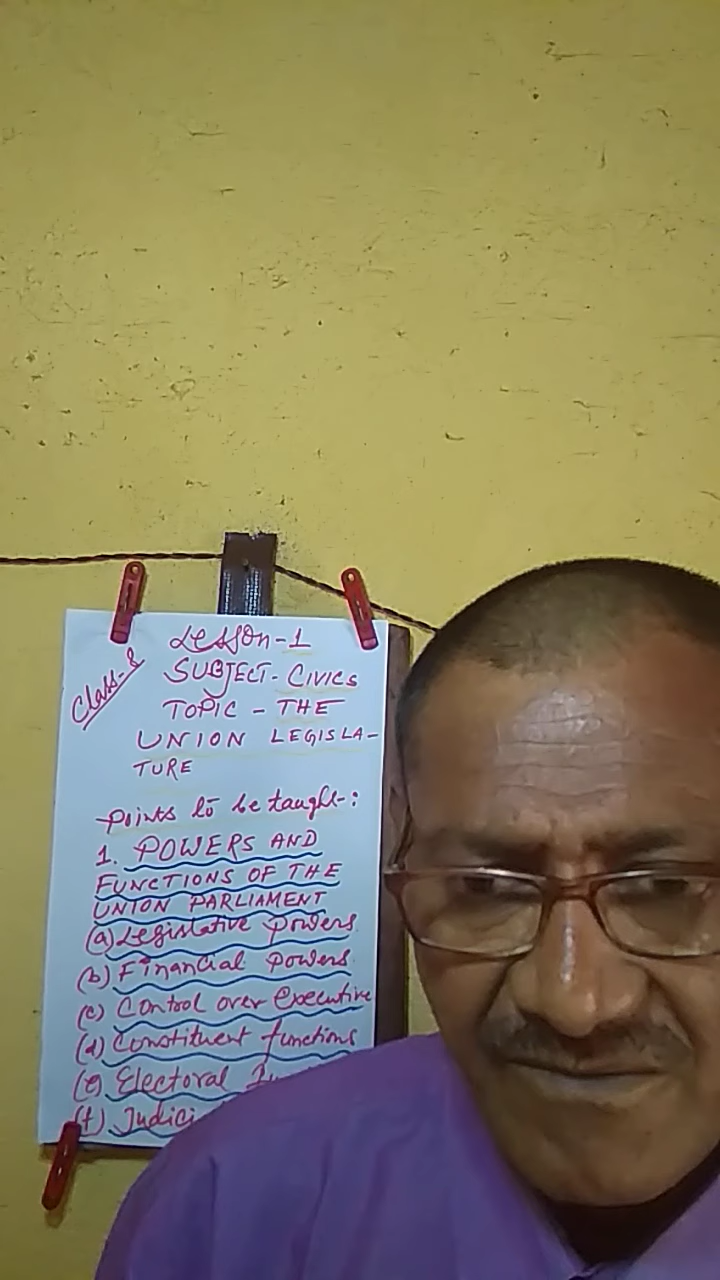 Lesson-1
Class-8
SUBJECT-CIVICS
TOPIC - THE
UNION LEGISLA-
TURE
Points to be taught:
1. POWERS AND
FUNCTIONS OF THE
UNION PARLIAMENT
(a) Legislative Powers
(b) Financial Powers
(c) Control over Executive
(d) Constituent functions
(e) Electoral
(f)